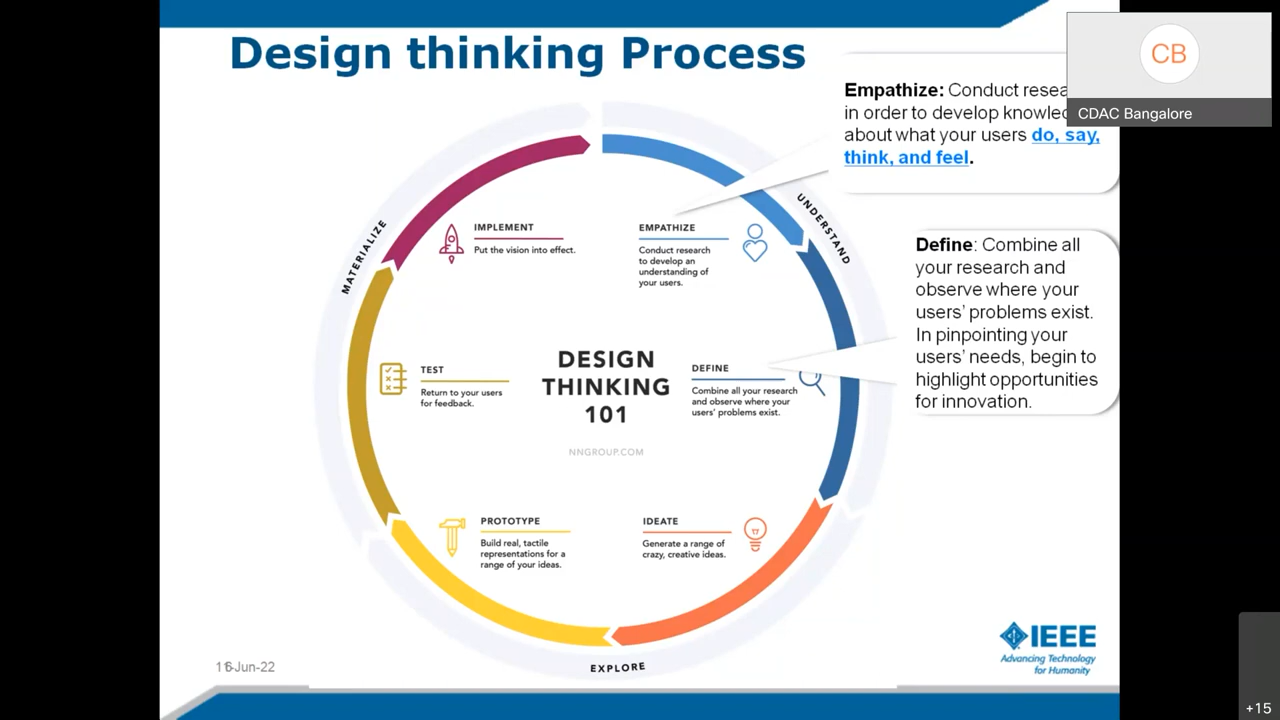 Design thinking Process
CB
CDAC Bangalore
Empathize: Conduct
in order to develop
about what your users do, say,
think, and feel.
Define: Combine all
your research and
observe where your
users’ problems exist.
In pinpointing your
users’ needs, begin to
highlight opportunities
for innovation.
MATERIALIZE
UNDERSTAND
EXPLORE
IMPLEMENT
Put the vision into effect.
EMPATHIZE
Conduct research
to develop an
understanding of
your users.
TEST
Return to your users
for feedback.
DESIGN
THINKING
101
NNGROUP.COM
DEFINE
Combine all your research
and observe where your
users’ problems exist.
PROTOTYPE
Build real, tactile
representations for a
range of your ideas.
IDEATE
Generate a range of
crazy, creative ideas.
IEEE
Advancing Technology
for Humanity
+15